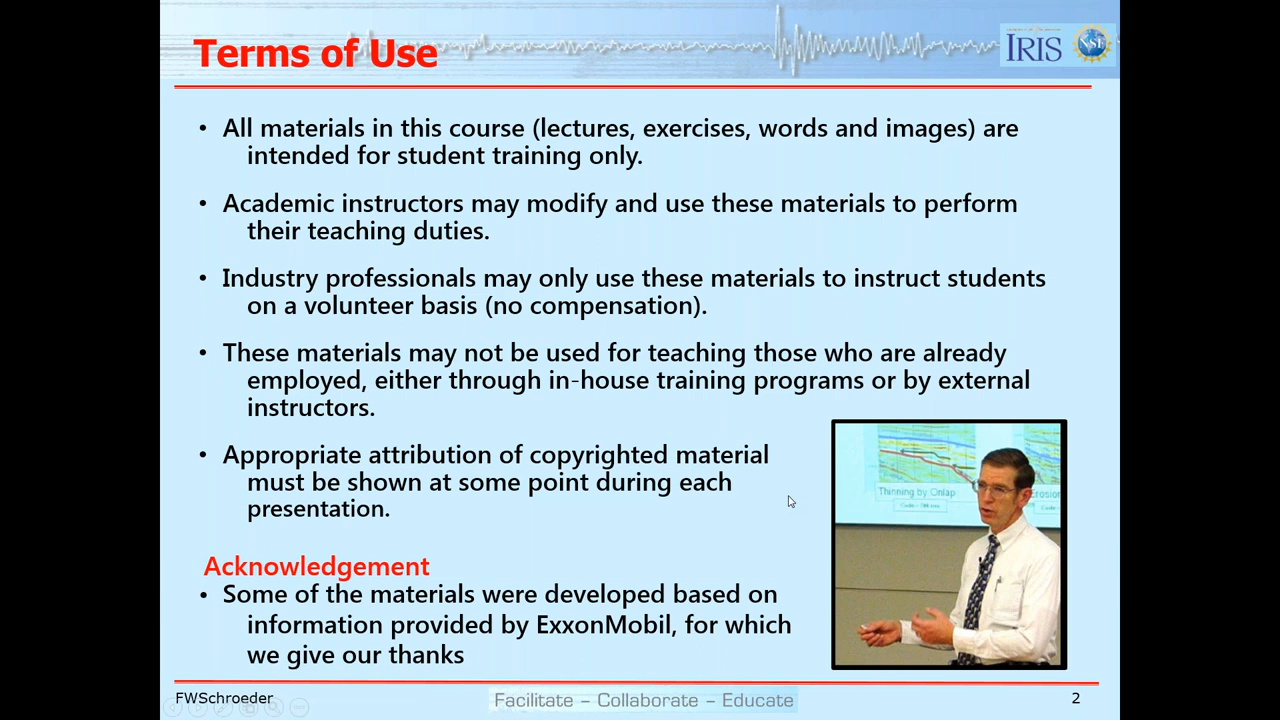 Terms of Use
IRIS
NSF
• All materials in this course (lectures, exercises, words and images) are
intended for student training only.
• Academic instructors may modify and use these materials to perform
their teaching duties.
• Industry professionals may only use these materials to instruct students
on a volunteer basis (no compensation).
• These materials may not be used for teaching those who are already
employed, either through in-house training programs or by external
instructors.
• Appropriate attribution of copyrighted material
must be shown at some point during each
presentation.
Thinning by Onlap
Erosion
Acknowledgement
• Some of the materials were developed based on
information provided by ExxonMobil, for which
we give our thanks
FWSchroeder
Facilitate – Collaborate – Educate
2